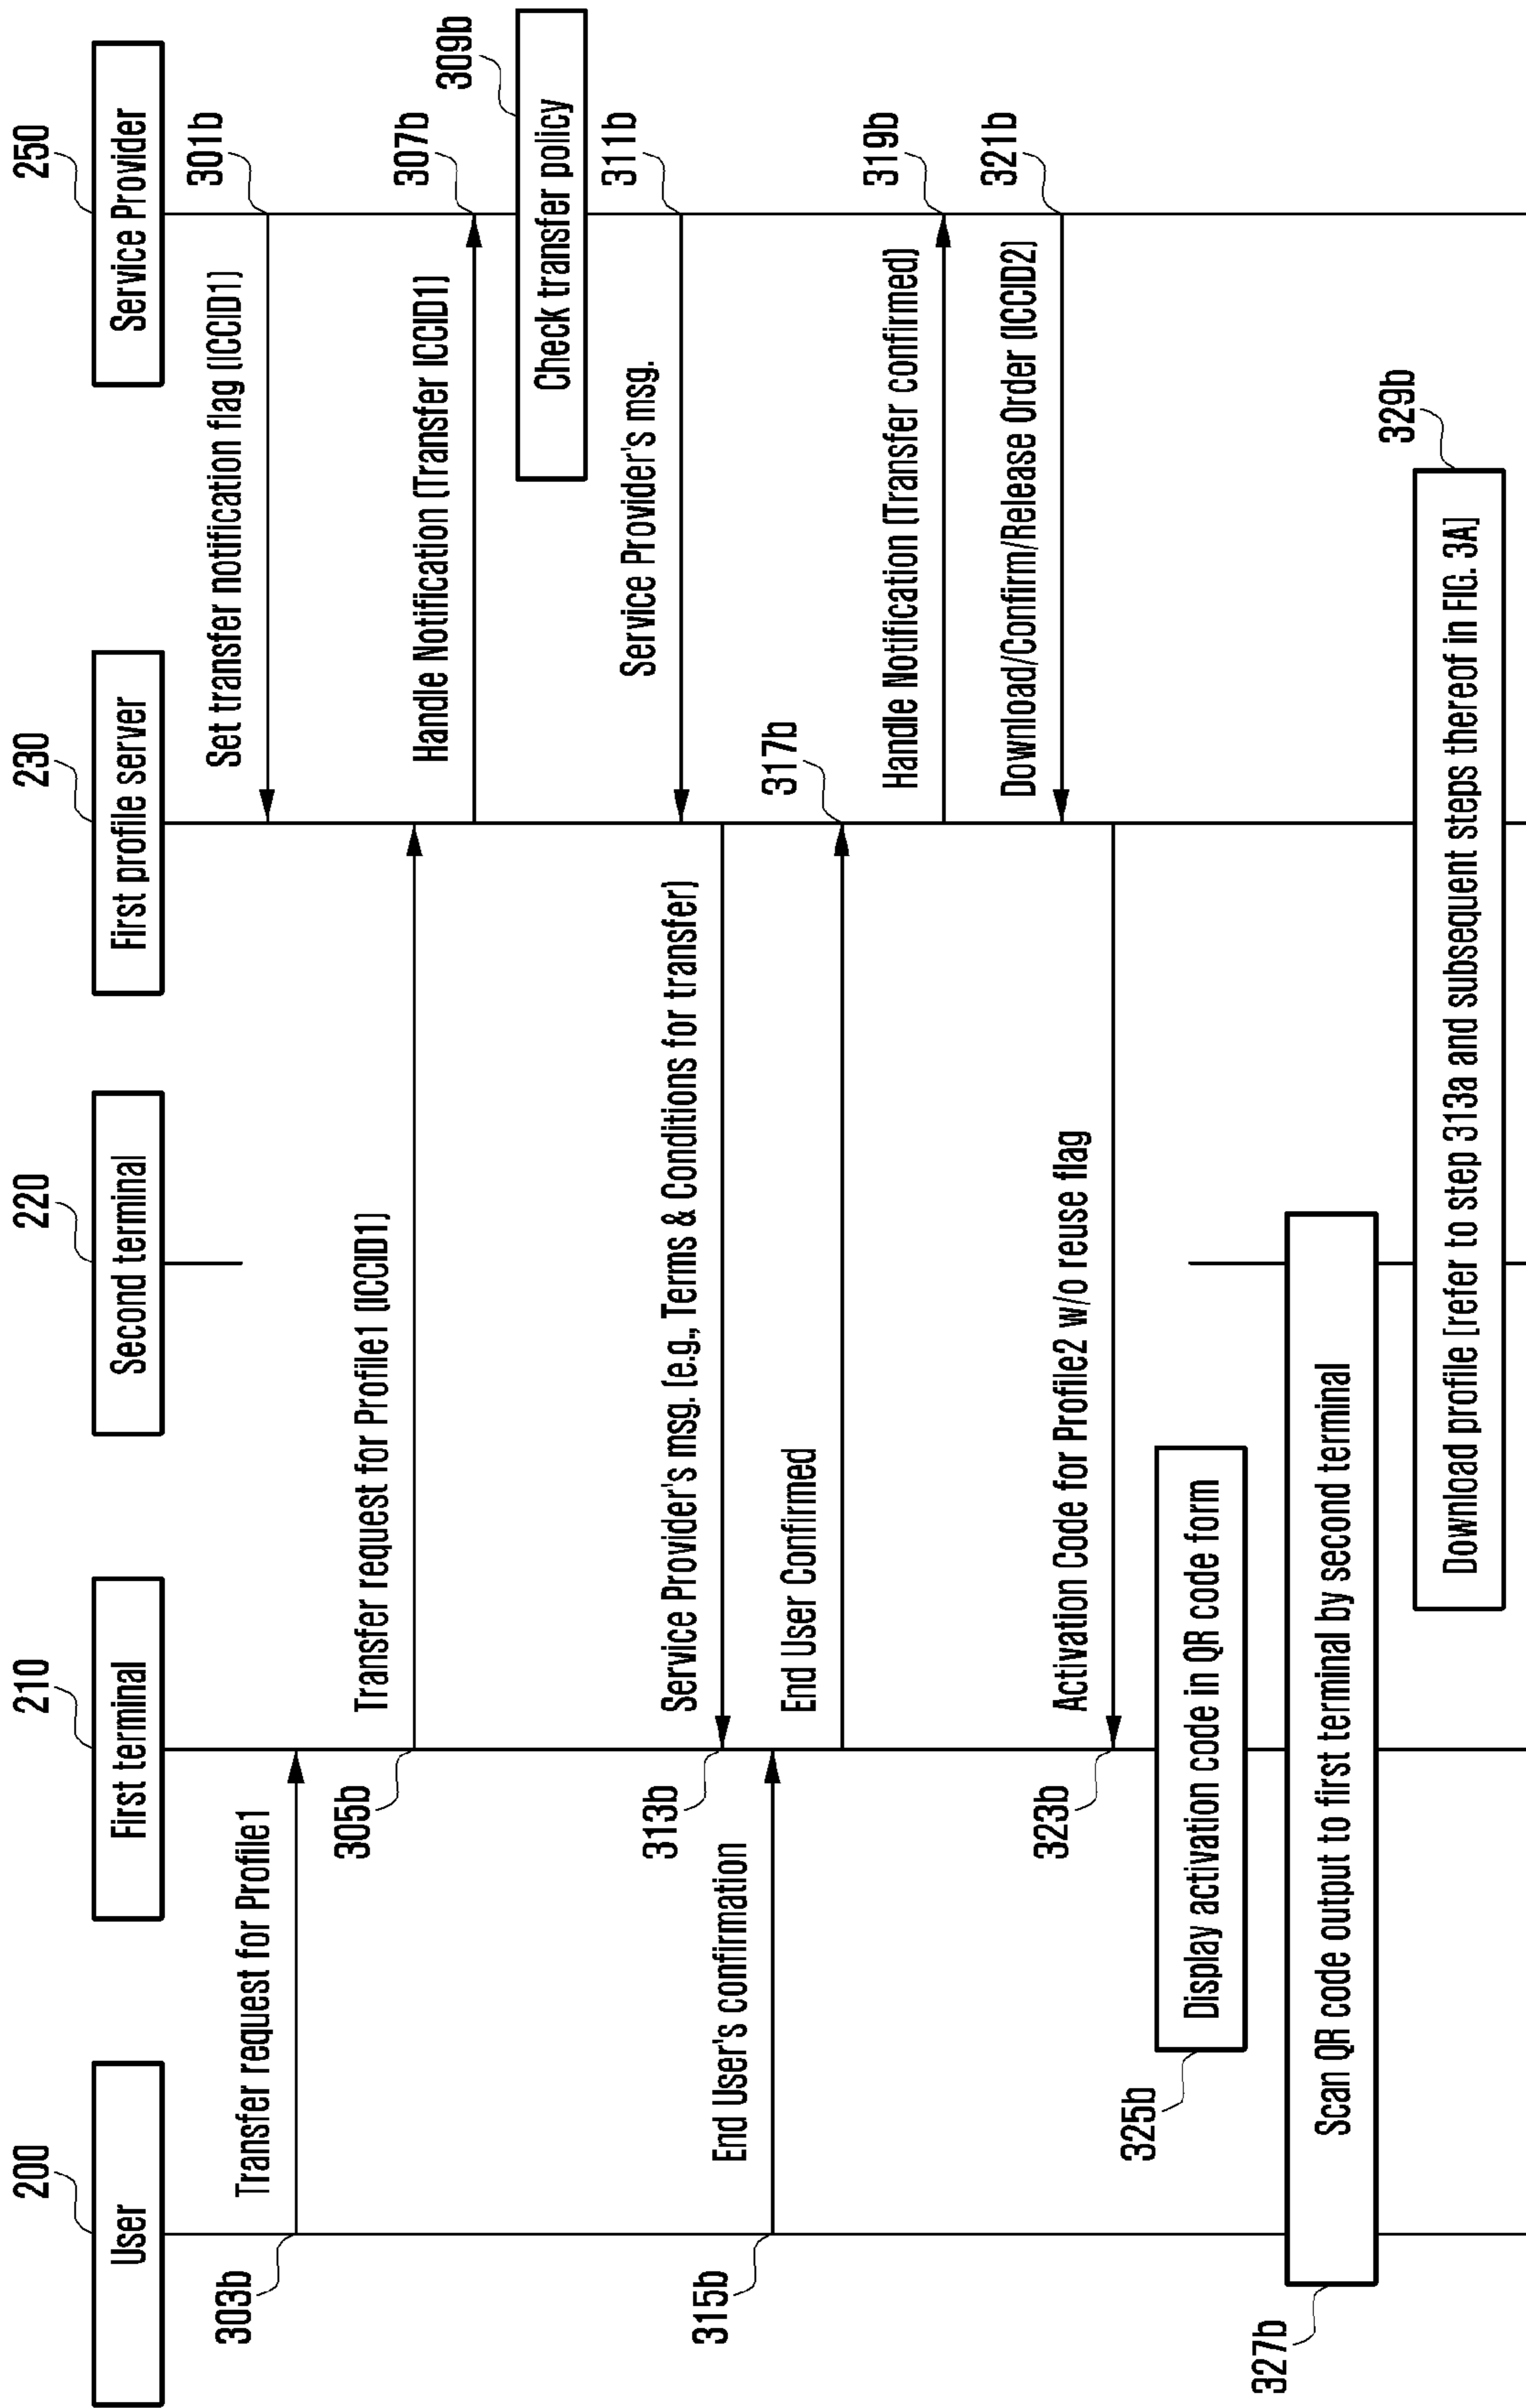 200
User
210
First terminal
220
Second terminal
230
First profile server
250
Service Provider
301b
Set transfer notification flag (ICCID1)
303b
Transfer request for Profile1
305b
Transfer request for Profile1 (ICCID1)
307b
Handle Notification (Transfer ICCID1)
309b
Check transfer policy
311b
Service Provider's msg.
313b
Service Provider's msg. (e.g., Terms & Conditions for transfer)
315b
End User's confirmation
317b
End User Confirmed
319b
Handle Notification (Transfer confirmed)
321b
Download/Confirm/Release Order (ICCID2)
323b
Activation Code for Profile2 w/o reuse flag
325b
Display activation code in QR code form
327b
Scan QR code output to first terminal by second terminal
329b
Download profile [refer to step 313a and subsequent steps thereof in FIG. 3A]